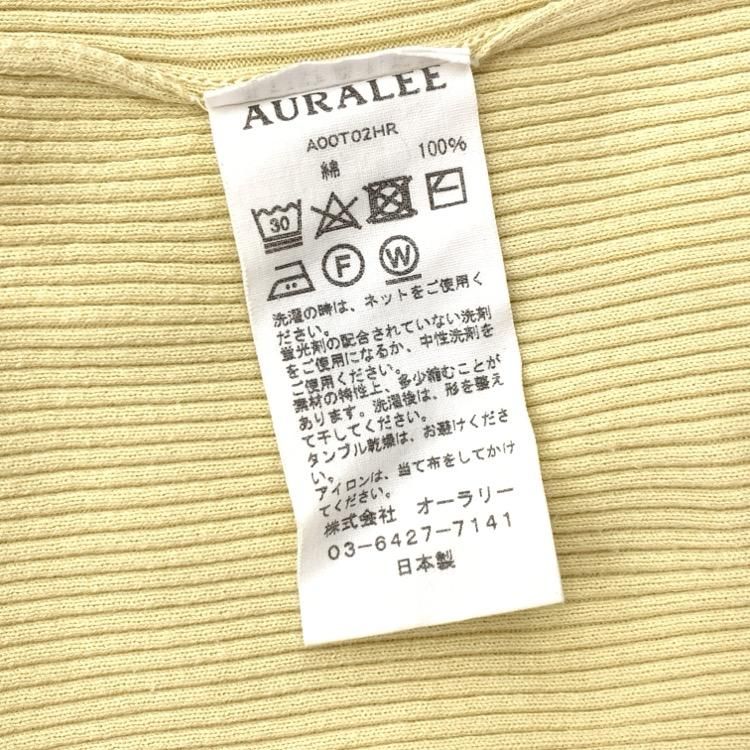 AURALEE
A00T02HR
綿 100%
30
F W
洗濯の時は、ネットをご使用く
ださい。
蛍光剤の配合されていない洗剤
をご使用になるか、中性洗剤を
ご使用ください。
素材の特性上、多少縮むことが
あります。洗濯後は、形を整え
て干してください。
タンブル乾燥は、お避けくださ
い。
アイロンは、当て布をしてかけ
てください。
株式会社 オーラリー
03-6427-7141
日本製